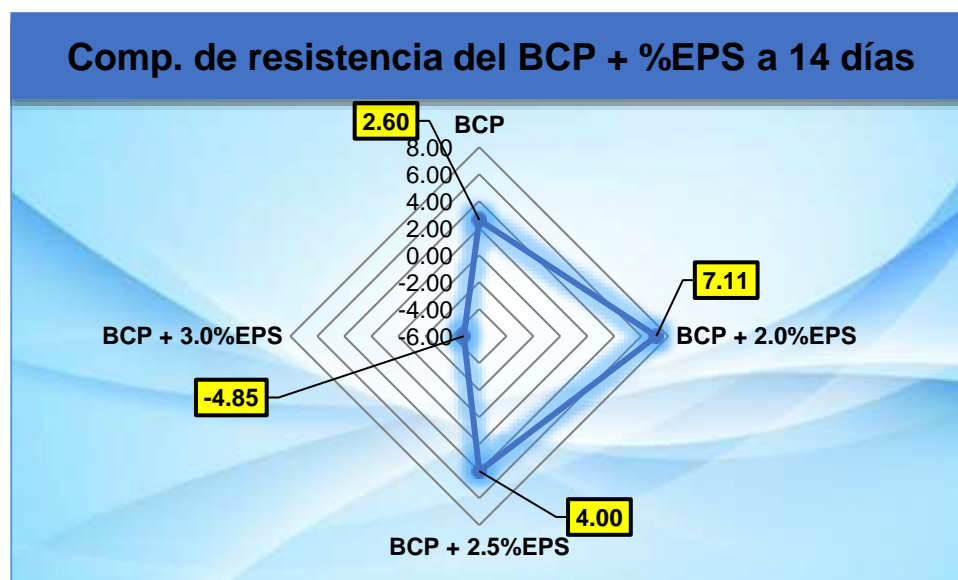 Comp. de resistencia del BCP + %EPS a 14 días
2.60
BCP
8.00
6.00
4.00
2.00
0.00
-2.00
-4.00
-6.00
7.11
BCP + 3.0%EPS
BCP + 2.0%EPS
-4.85
4.00
BCP + 2.5%EPS